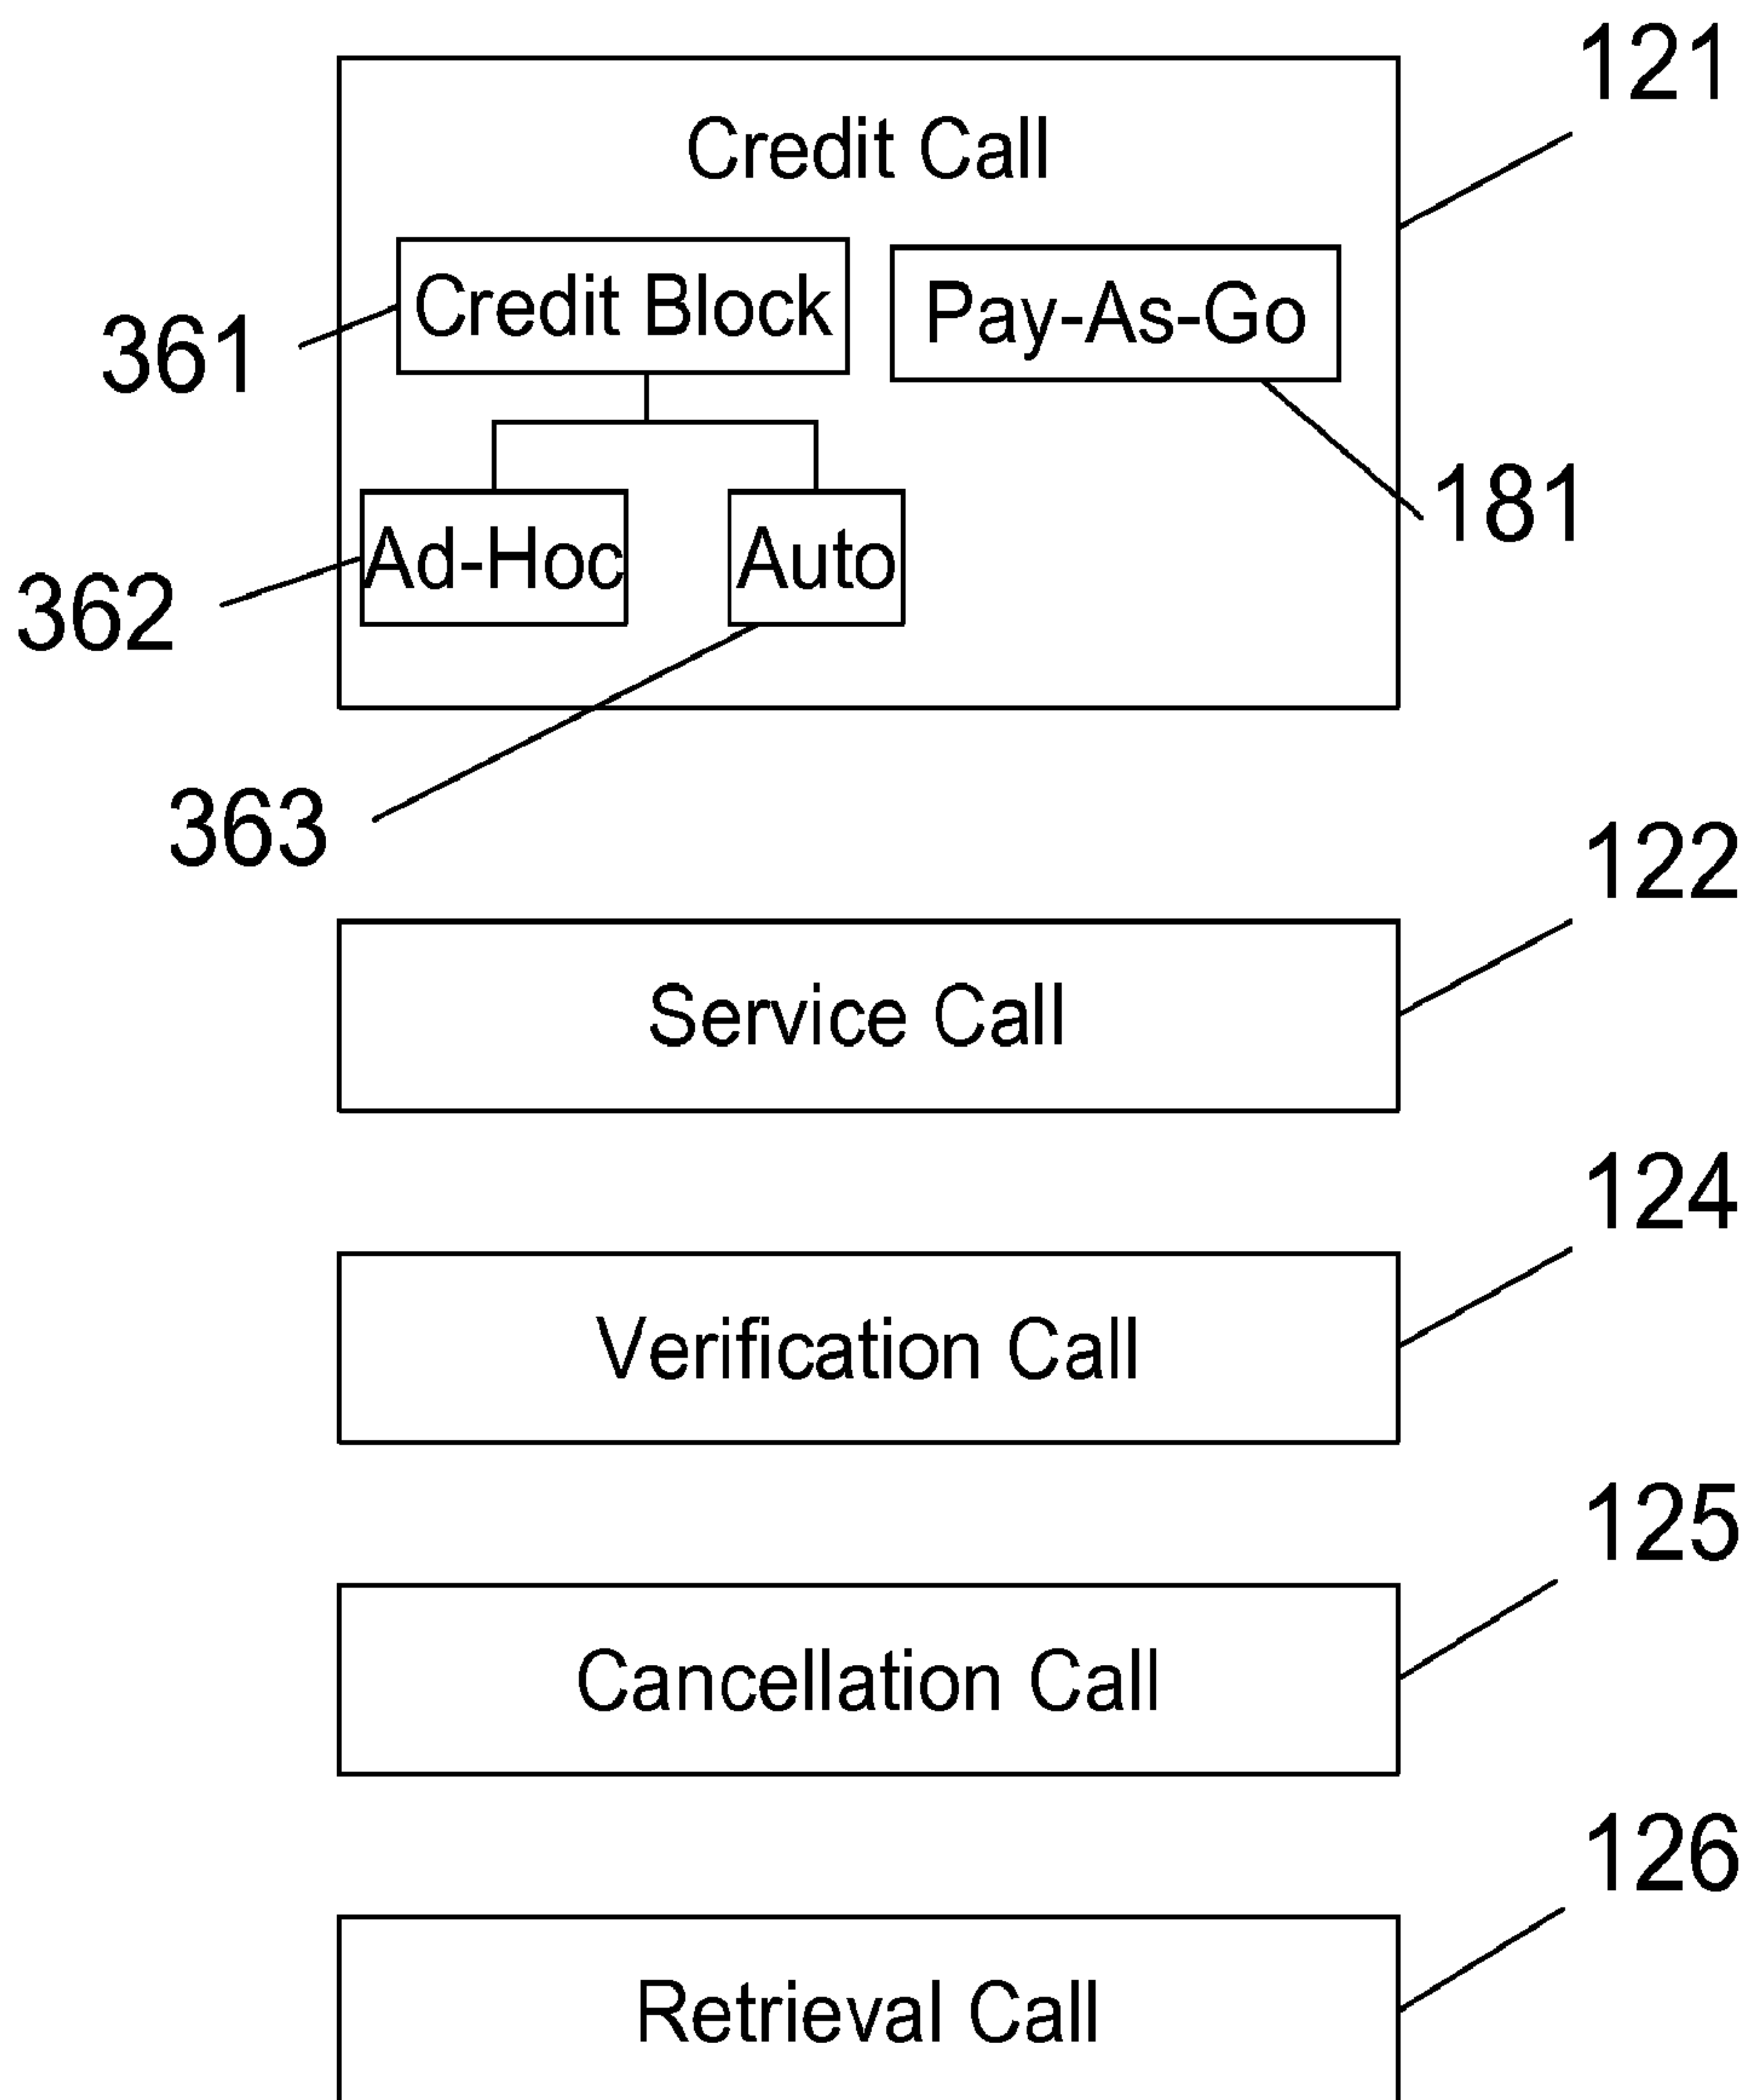 121
Credit Call
Credit Block
Pay-As-Go
361
181
Ad-Hoc
Auto
362
363
122
Service Call
124
Verification Call
125
Cancellation Call
126
Retrieval Call